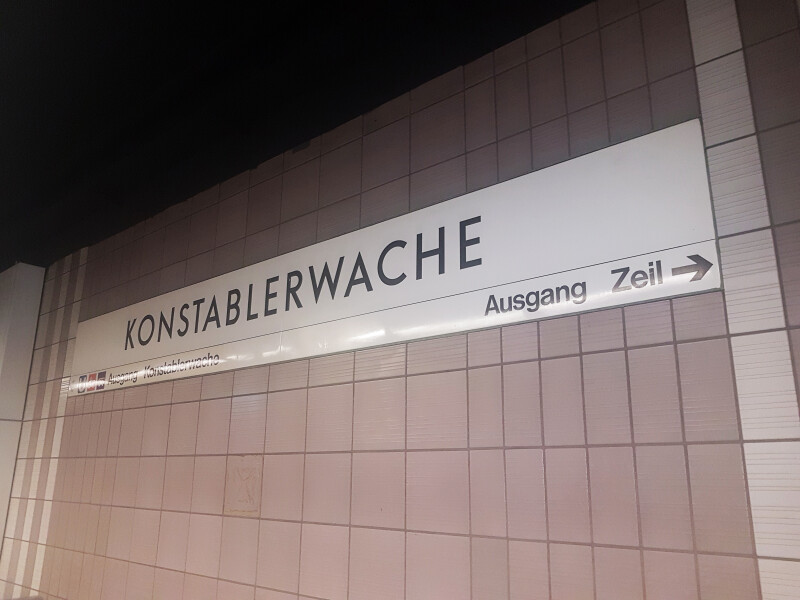 KONSTABLERWACHE
Ausgang Konstablerwache
Ausgang Zeil →